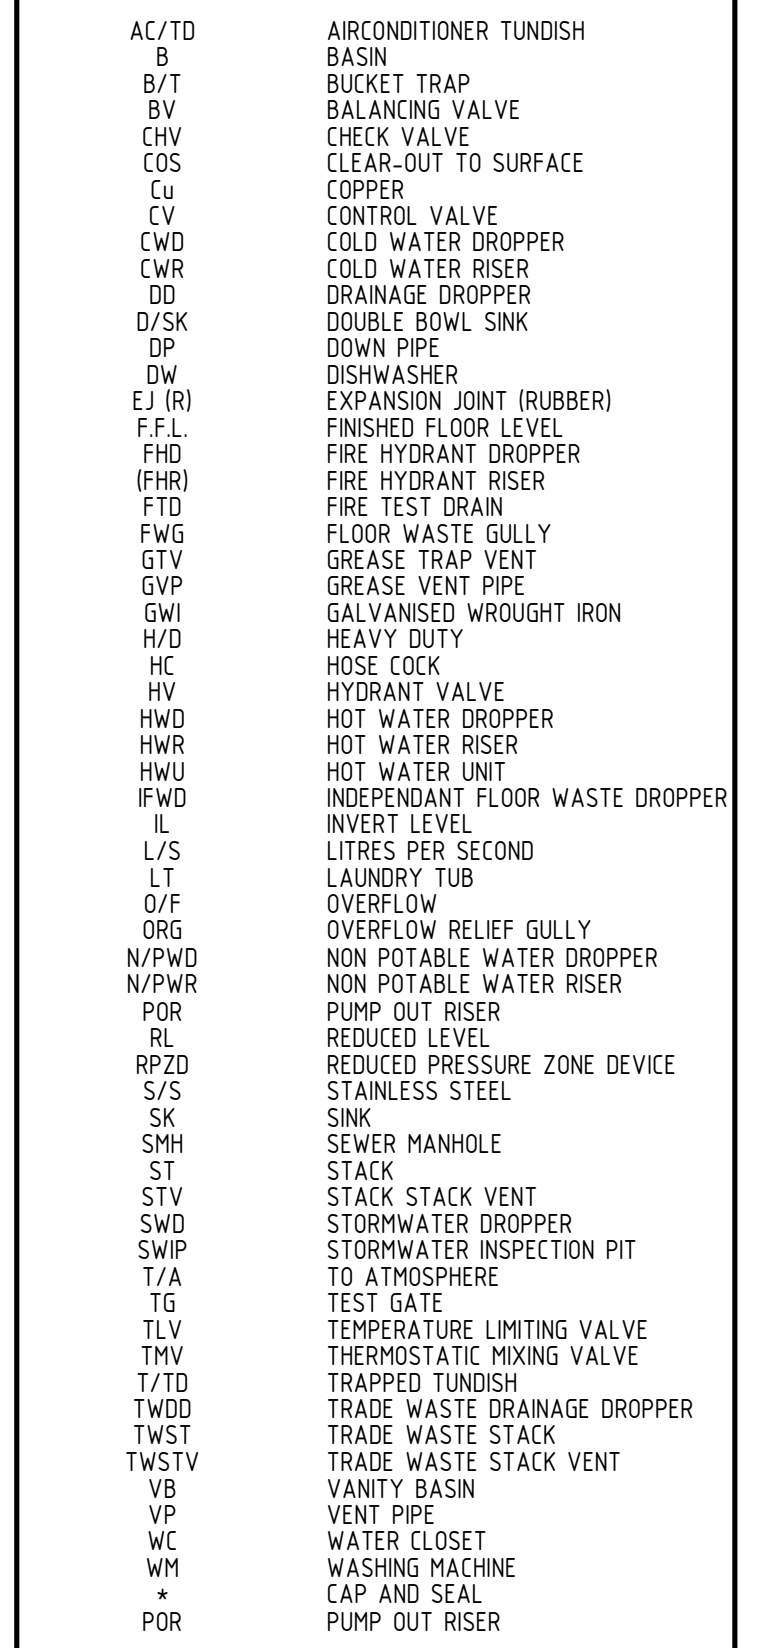 AC/TD AIRCONDITIONER TUNDISH
B BASIN
B/T BUCKET TRAP
BV BALANCING VALVE
CHV CHECK VALVE
COS CLEAR-OUT TO SURFACE
Cu COPPER
CV CONTROL VALVE
CWD COLD WATER DROPPER
CWR COLD WATER RISER
DD DRAINAGE DROPPER
D/SK DOUBLE BOWL SINK
DP DOWN PIPE
DW DISHWASHER
EJ (R) EXPANSION JOINT (RUBBER)
F.F.L. FINISHED FLOOR LEVEL
FHD FIRE HYDRANT DROPPER
(FHR) FIRE HYDRANT RISER
FTD FIRE TEST DRAIN
FWG FLOOR WASTE GULLY
GTV GREASE TRAP VENT
GVP GREASE VENT PIPE
GWI GALVANISED WROUGHT IRON
H/D HEAVY DUTY
HC HOSE COCK
HV HYDRANT VALVE
HWD HOT WATER DROPPER
HWR HOT WATER RISER
HWU HOT WATER UNIT
IFWD INDEPENDANT FLOOR WASTE DROPPER
IL INVERT LEVEL
L/S LITRES PER SECOND
LT LAUNDRY TUB
O/F OVERFLOW
ORG OVERFLOW RELIEF GULLY
N/PWD NON POTABLE WATER DROPPER
N/PWR NON POTABLE WATER RISER
POR PUMP OUT RISER
RL REDUCED LEVEL
RPZD REDUCED PRESSURE ZONE DEVICE
S/S STAINLESS STEEL
SK SINK
SMH SEWER MANHOLE
ST STACK
STV STACK STACK VENT
SWD STORMWATER DROPPER
SWIP STORMWATER INSPECTION PIT
T/A TO ATMOSPHERE
TG TEST GATE
TLV TEMPERATURE LIMITING VALVE
TMV THERMOSTATIC MIXING VALVE
T/TD TRAPPED TUNDISH
TWDD TRADE WASTE DRAINAGE DROPPER
TWST TRADE WASTE STACK
TWSTV TRADE WASTE STACK VENT
VB VANITY BASIN
VP VENT PIPE
WC WATER CLOSET
WM WASHING MACHINE
* CAP AND SEAL
POR PUMP OUT RISER